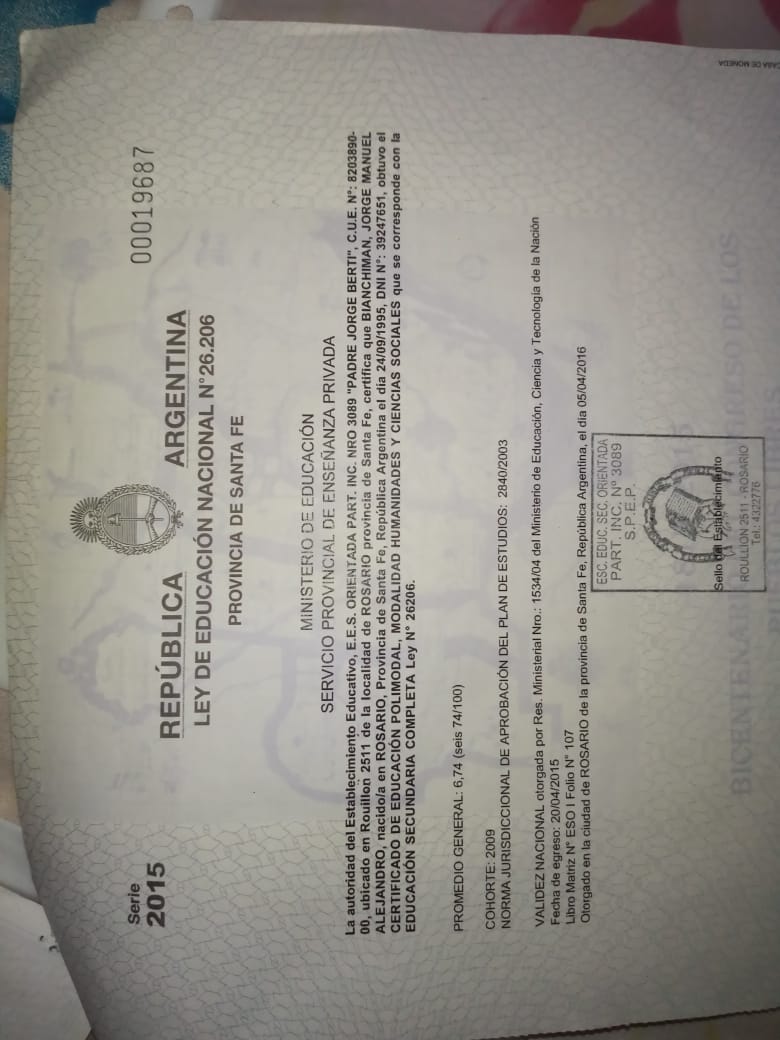 CASA DE MONEDA
Serie
2015
00019687
REPÚBLICA ARGENTINA
LEY DE EDUCACIÓN NACIONAL N°26.206
PROVINCIA DE SANTA FE
MINISTERIO DE EDUCACIÓN
SERVICIO PROVINCIAL DE ENSEÑANZA PRIVADA
La autoridad del Establecimiento Educativo, E.E.S. ORIENTADA PART. INC. NRO 3089 "PADRE JORGE BERTI", C.U.E. N°: 8203890-
00, ubicado en Rouillon 2511 de la localidad de ROSARIO provincia de Santa Fe, certifica que BIANCHIMAN, JORGE MANUEL
ALEJANDRO, nacido/a en ROSARIO, Provincia de Santa Fe, República Argentina el día 24/09/1995, DNI N°: 39247651, obtuvo el
CERTIFICADO DE EDUCACIÓN POLIMODAL, MODALIDAD HUMANIDADES Y CIENCIAS SOCIALES que se corresponde con la
EDUCACIÓN SECUNDARIA COMPLETA Ley N° 26206.
PROMEDIO GENERAL: 6,74 (seis 74/100)
COHORTE: 2009
NORMA JURISDICCIONAL DE APROBACIÓN DEL PLAN DE ESTUDIOS: 2840/2003
VALIDEZ NACIONAL otorgada por Res. Ministerial Nro.: 1534/04 del Ministerio de Educación, Ciencia y Tecnología de la Nación
Fecha de egreso: 20/04/2015
Libro Matriz N° ESO I Folio N° 107
Otorgado en la ciudad de ROSARIO de la provincia de Santa Fe, República Argentina, el día 05/04/2016
ESC. EDUC. SEC. ORIENTADA
PART. INC. Nº 3089
S.P.E.P.
Sello del Establecimiento
ROULLION 2511 - ROSARIO
Tel.: 4322776